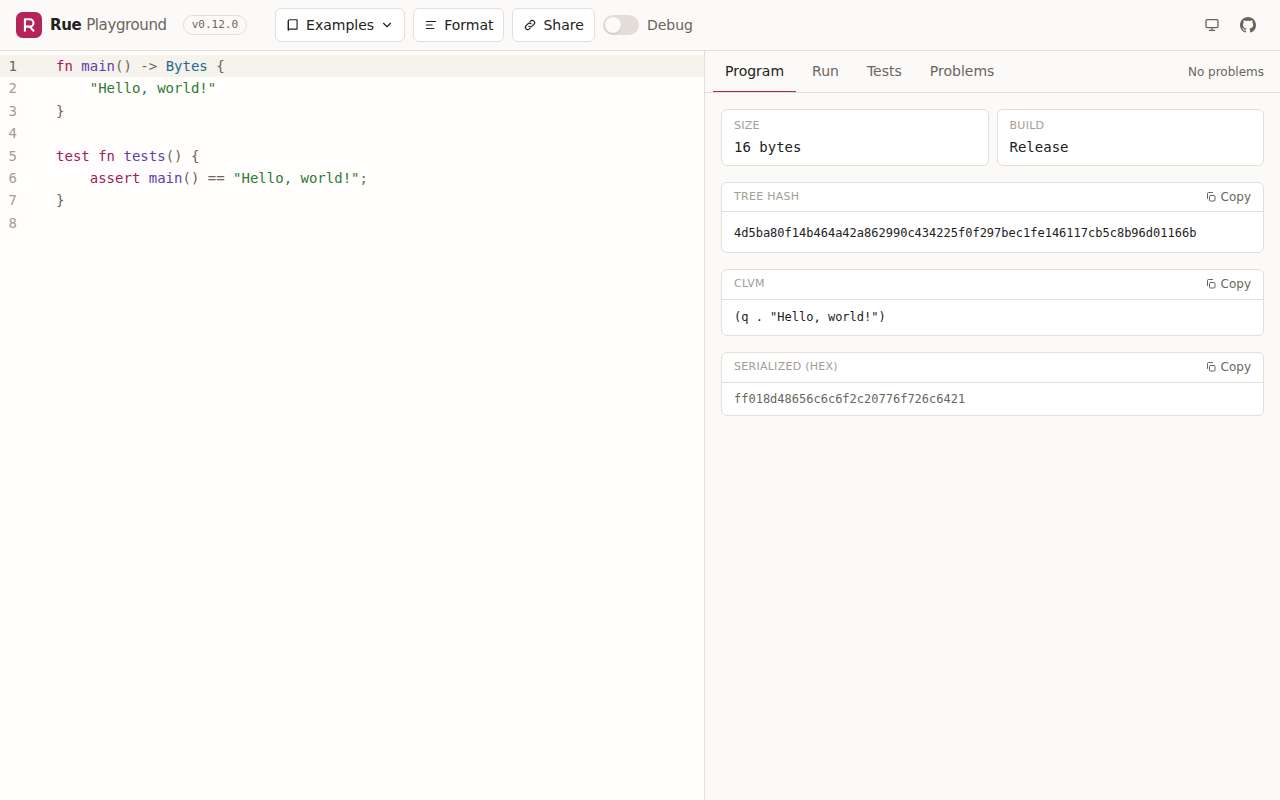 Rue Playground v0.12.0 Examples Format Share Debug
1 fn main() -> Bytes {
2     "Hello, world!"
3 }
4
5 test fn tests() {
6     assert main() == "Hello, world!";
7 }
8
Program Run Tests Problems No problems
SIZE
16 bytes
BUILD
Release
TREE HASH Copy
4d5ba80f14b464a42a862990c434225f0f297bec1fe146117cb5c8b96d01166b
CLVM Copy
(q . "Hello, world!")
SERIALIZED (HEX) Copy
ff018d48656c6c6f2c20776f726c6421